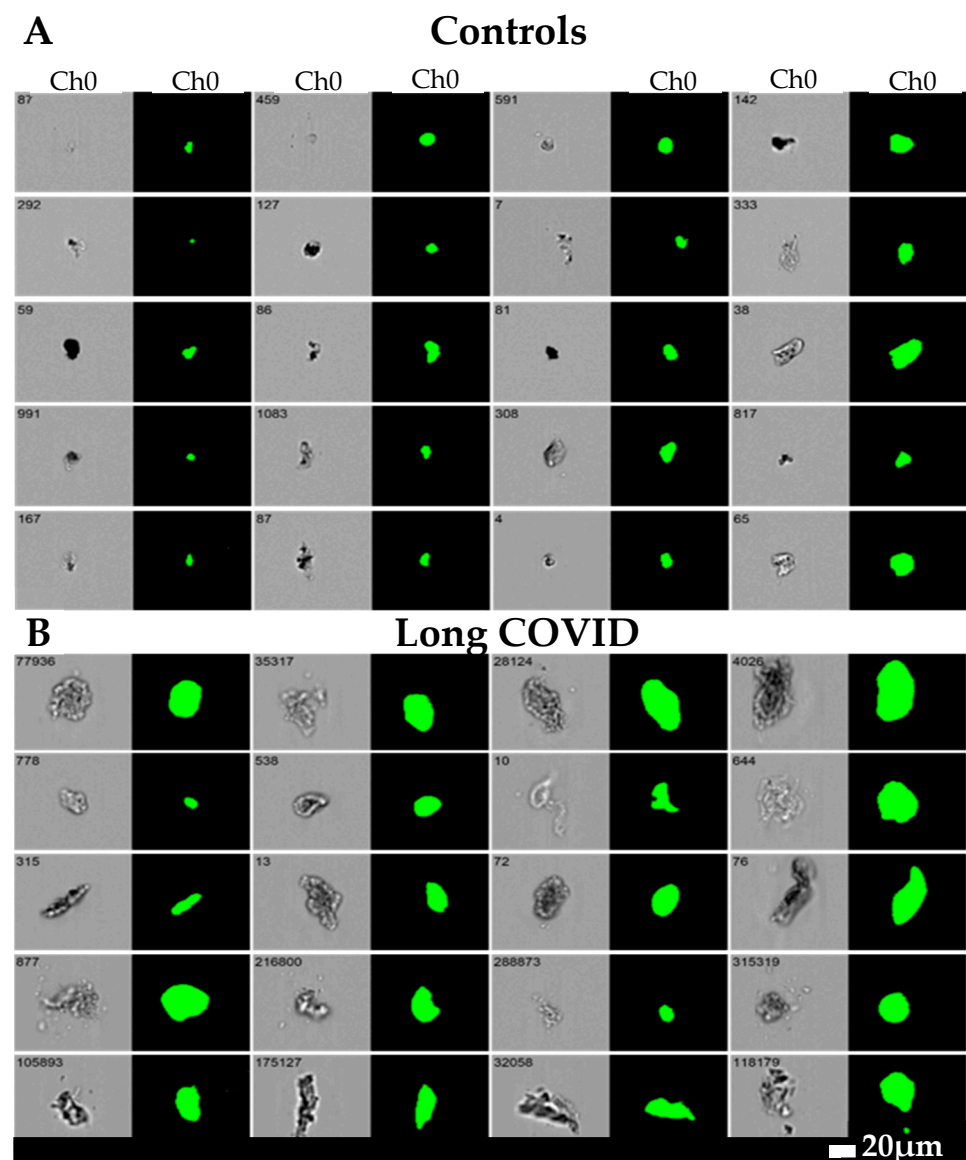 A Controls
Ch0 Ch0 Ch0 Ch0 Ch0 Ch0 Ch0
87 459 591 142
292 127 7 333
59 86 81 38
991 1083 308 817
167 87 4 65
B Long COVID
77936 35317 28124 4026
778 538 10 644
315 13 72 76
877 216800 288873 315319
105893 175127 32058 118179
20μm